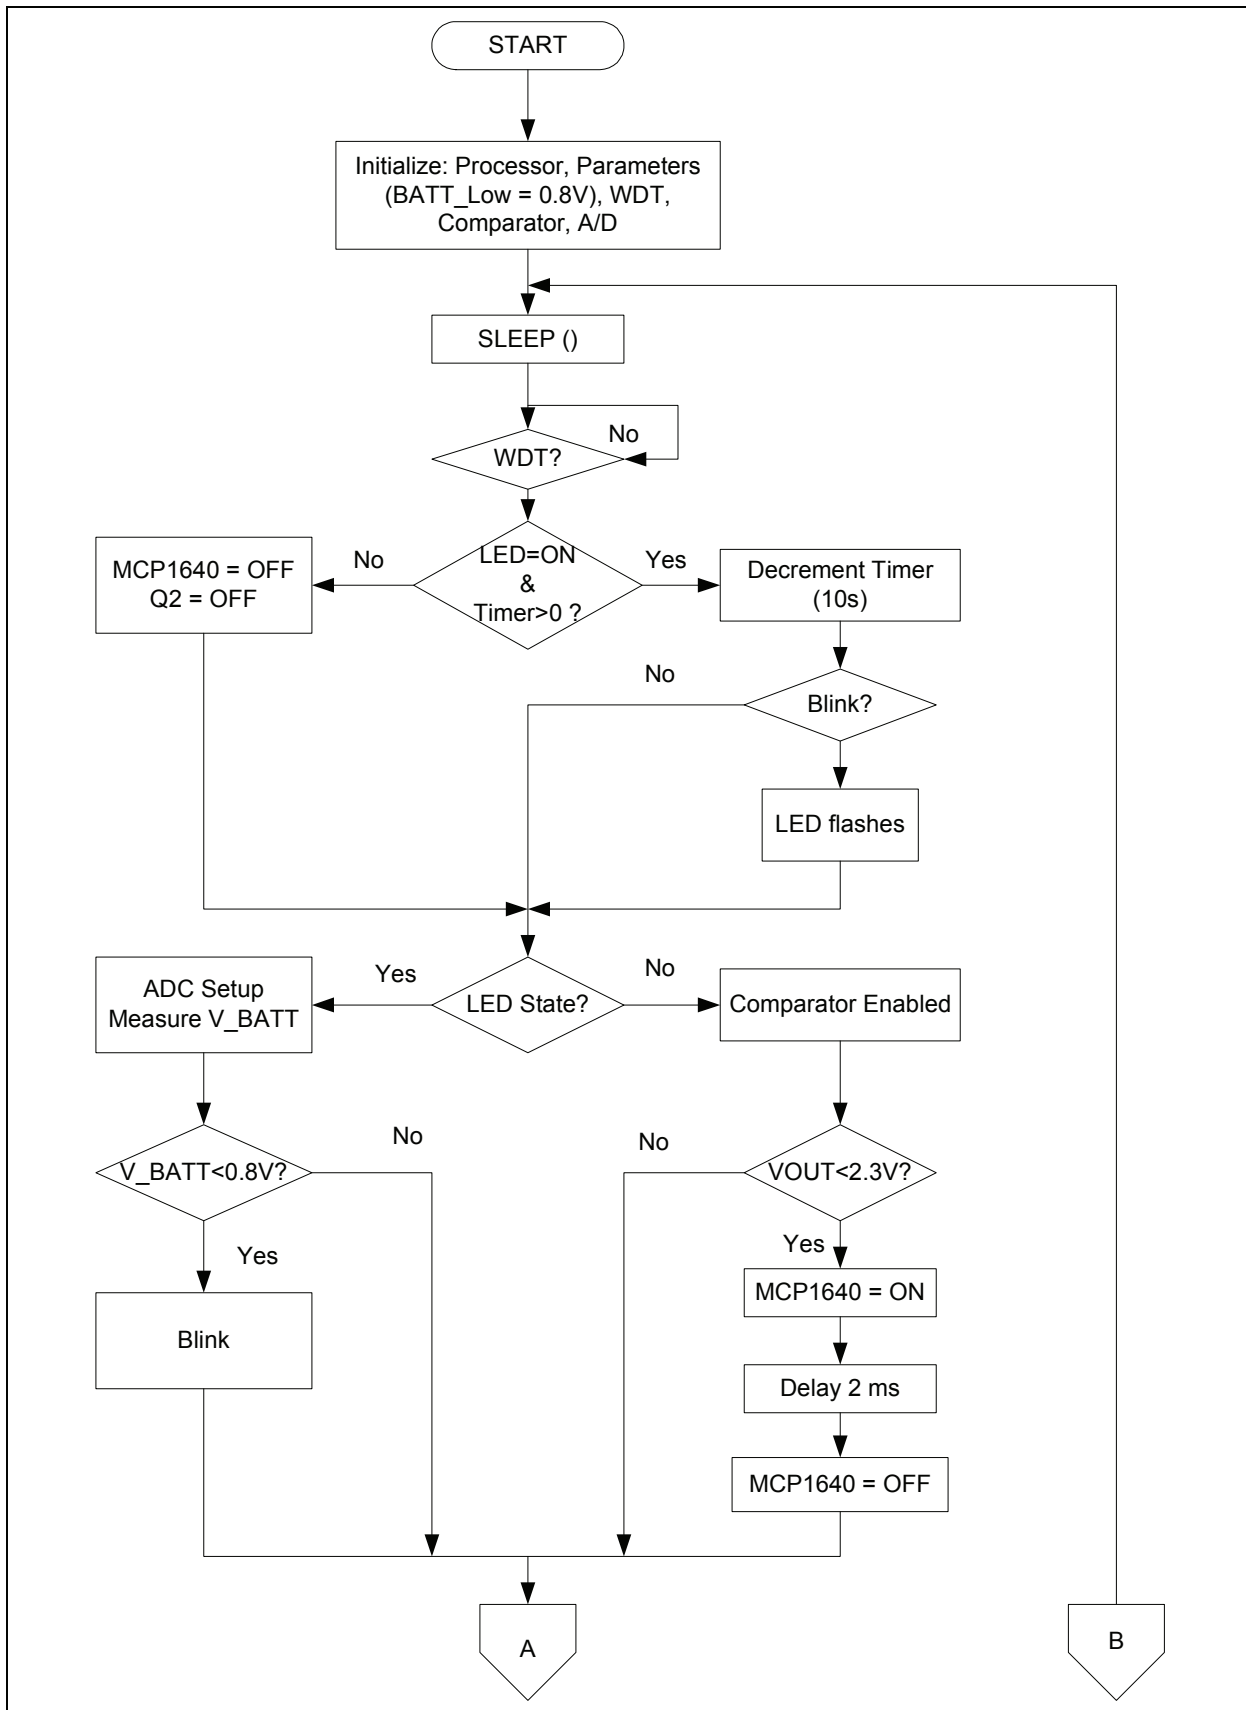 START
Initialize: Processor, Parameters
(BATT_Low = 0.8V), WDT,
Comparator, A/D
SLEEP ()
No
WDT?
MCP1640 = OFF
Q2 = OFF
No
LED=ON
&
Timer>0 ?
Yes
Decrement Timer
(10s)
No
Blink?
LED flashes
ADC Setup
Measure V_BATT
Yes
LED State?
No
Comparator Enabled
V_BATT<0.8V?
No
No
VOUT<2.3V?
Yes
Yes
MCP1640 = ON
Blink
Delay 2 ms
MCP1640 = OFF
A
B